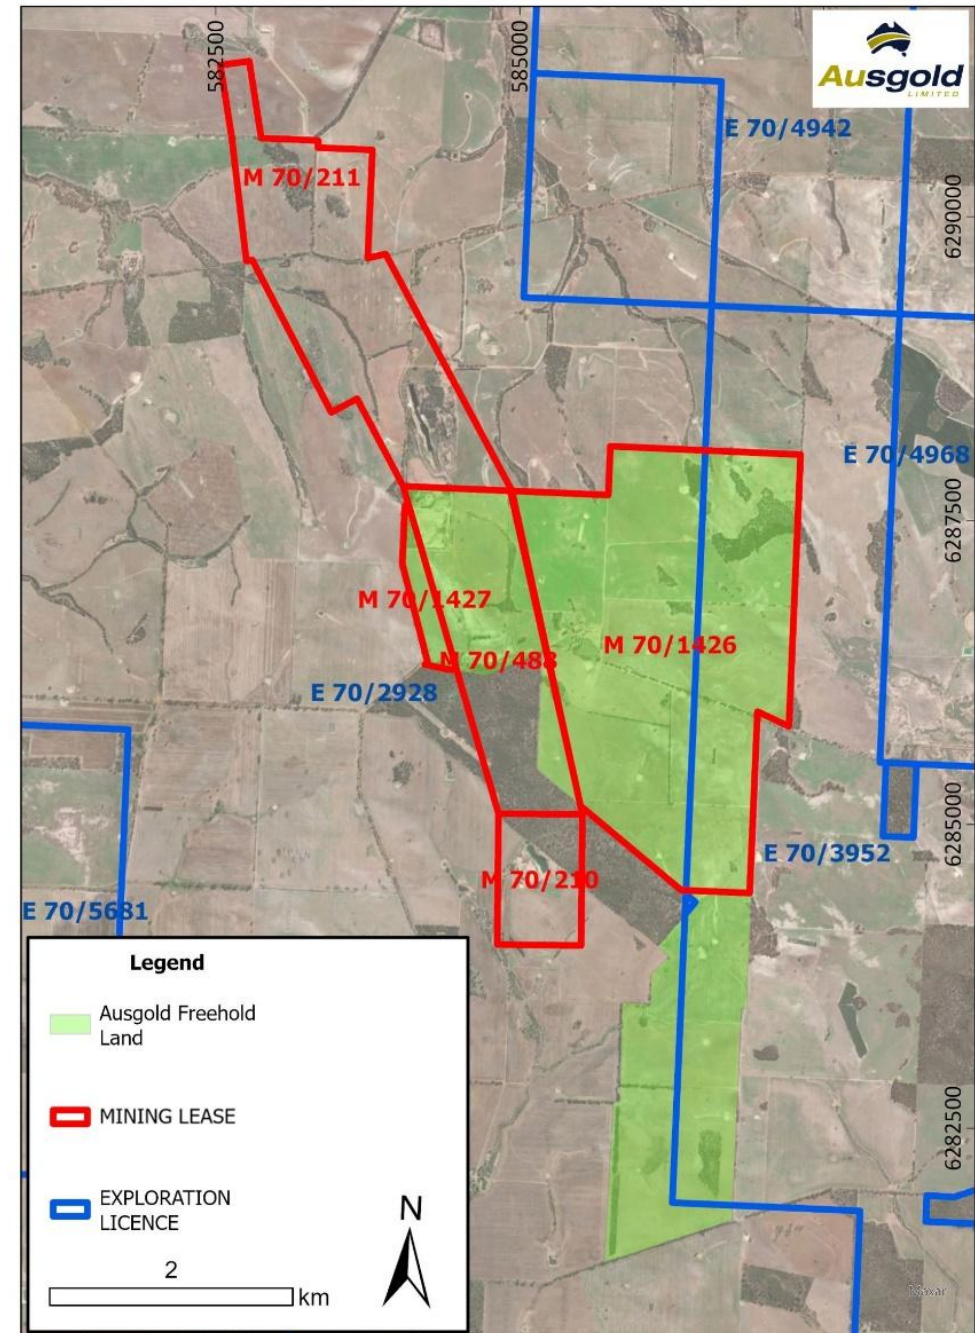 582500
585000
Ausgold
LIMITED
E 70/4942
M 70/211
6290000
E 70/4968
6287500
M 70/1427
M 70/1426
M 70/488
E 70/2928
6285000
E 70/3952
M 70/210
E 70/5681
Legend
Ausgold Freehold
Land
MINING LEASE
EXPLORATION
LICENCE
N
2
km
6282500
Maxar